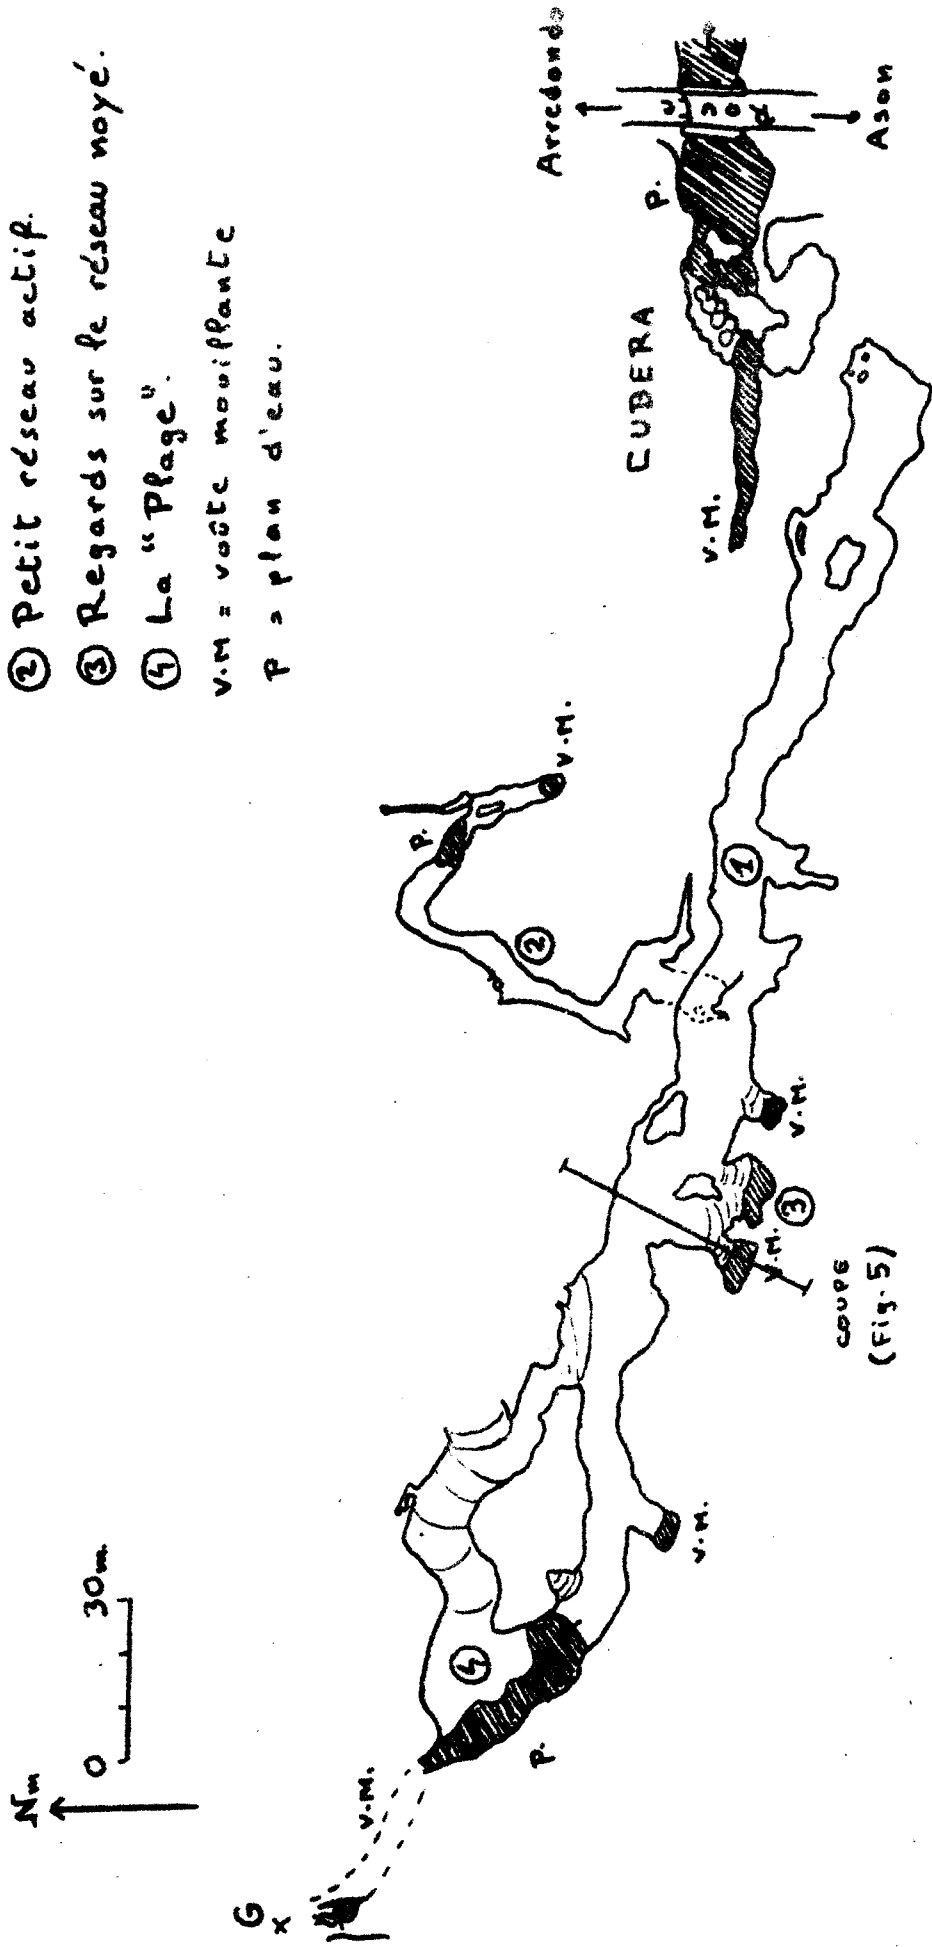 ② Petit réseau actif.
③ Regards sur le réseau noyé.
④ La "Plage".
V.M = voûte mouillante
P = plan d'eau.
Nm
0 30m.
G
x
V.M.
P.
④
V.M.
COUPE
(Fig. 5)
V.M.
③
V.M.
②
P.
V.M.
①
V.M.
CUBERA
P.
Arredondo
Ason